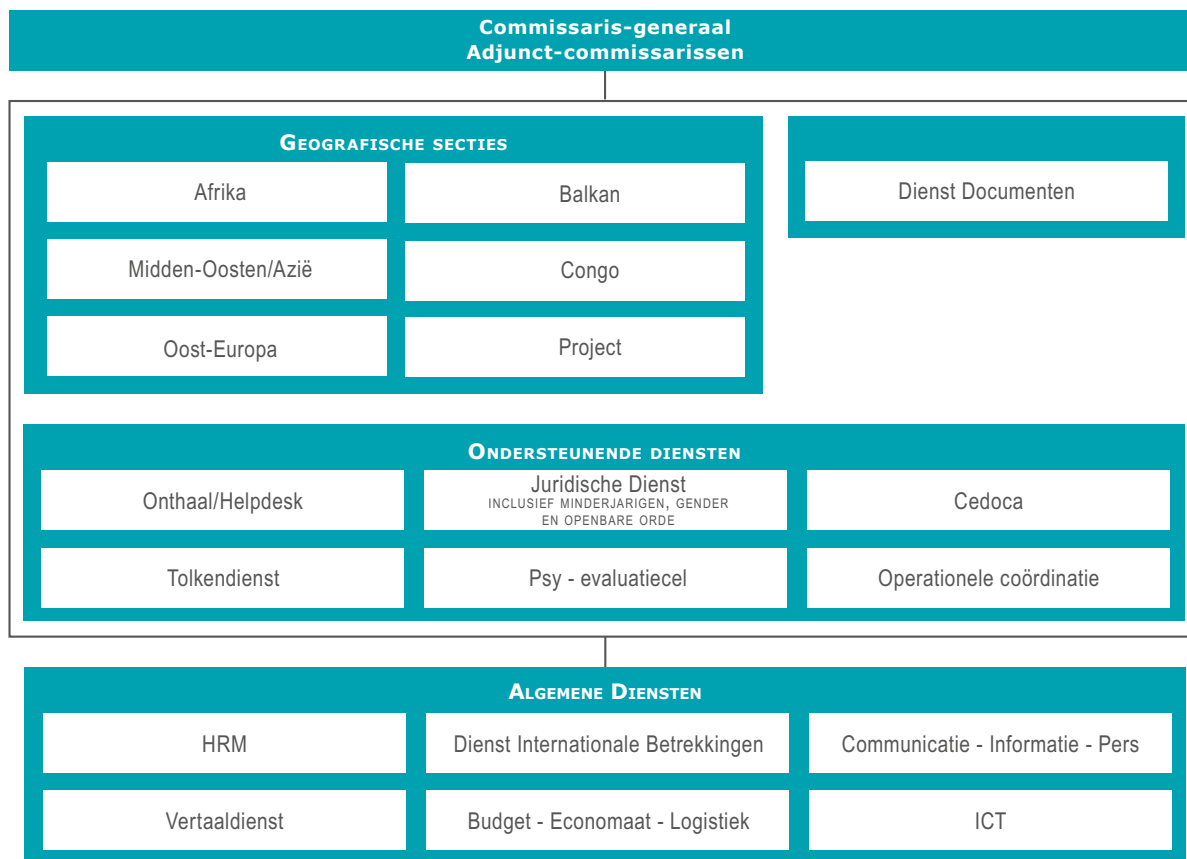 Commissaris-generaal
Adjunct-commissarissen
Geografische secties
Afrika
Balkan
Midden-Oosten/Azië
Congo
Oost-Europa
Project
Dienst Documenten
Ondersteunende diensten
Onthaal/Helpdesk
Juridische Dienst
inclusief minderjarigen, gender
en openbare orde
Cedoca
Tolkendienst
Psy - evaluatiecel
Operationele coördinatie
Algemene Diensten
HRM
Dienst Internationale Betrekkingen
Communicatie - Informatie - Pers
Vertaaldienst
Budget - Economaat - Logistiek
ICT